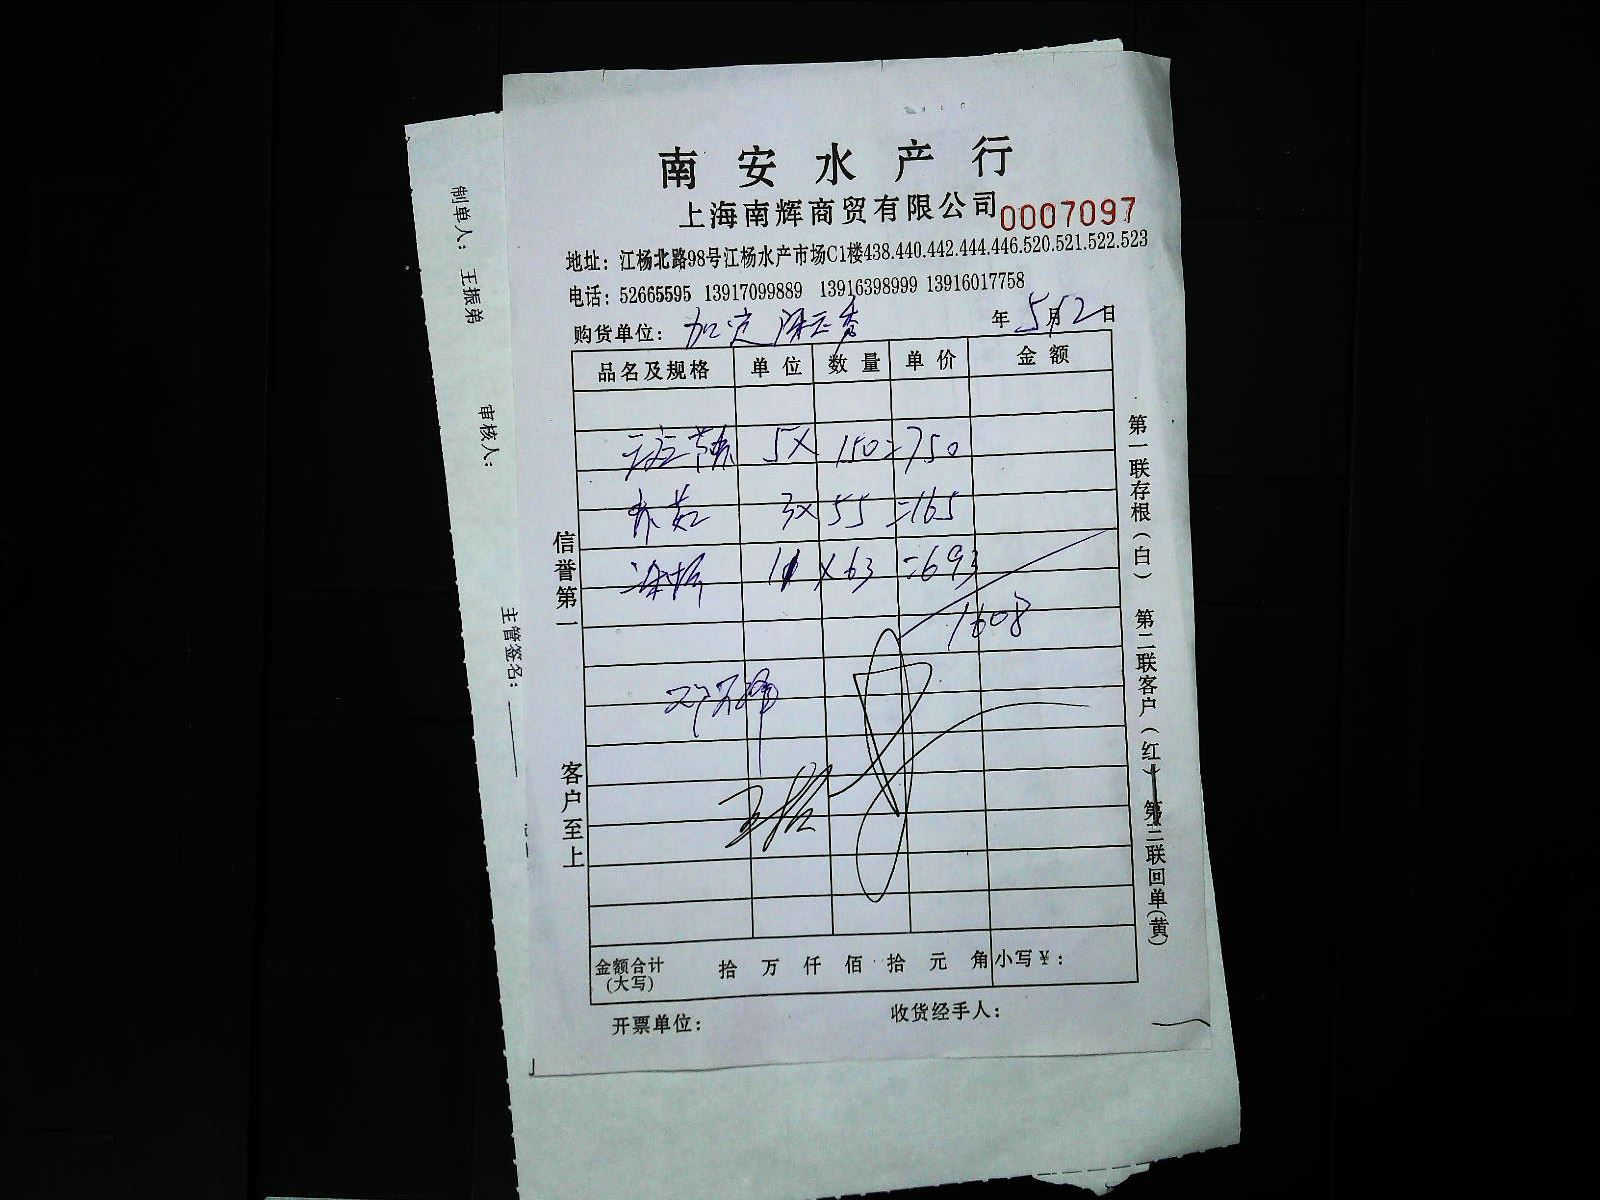 南安水产行
上海南辉商贸有限公司 0007097
地址：江杨北路98号江杨水产市场C1楼438.440.442.444.446.520.521.522.523
电话：52665595 13917099889 13916398999 13916017758
购货单位： 年 5月2日
品名及规格 单位 数量 单价 金额
5X 150=750
3X 55 =165
11 X63 =693
1608
金额合计(大写) 拾 万 仟 佰 拾 元 角 小写￥：
开票单位： 收货经手人：
信誉第一 客户至上
第一联存根(白) 第二联客户(红) 第三联回单(黄)
制单人： 王振弟
审核人：
主管签名：